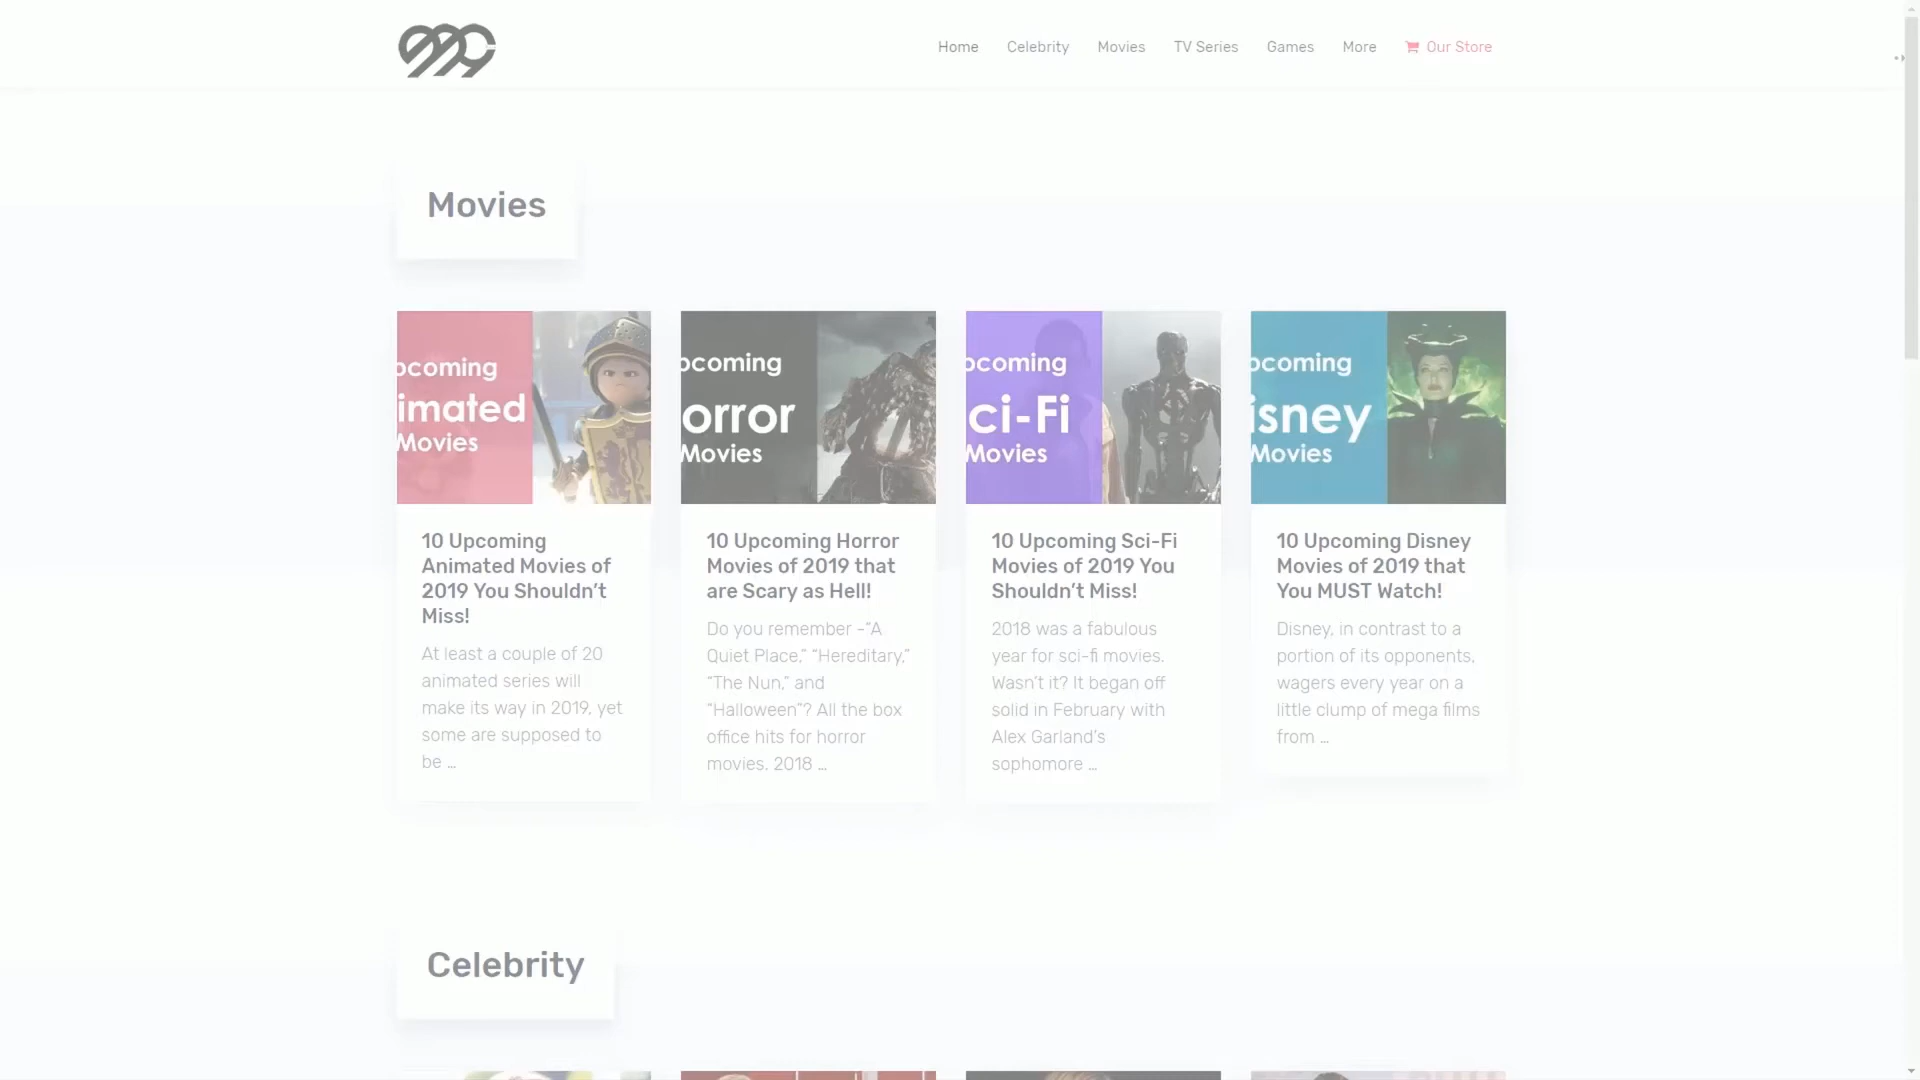 Home Celebrity Movies TV Series Games More Our Store
Movies
pcoming
imated
Movies
pcoming
orror
Movies
pcoming
ci-Fi
Movies
pcoming
isney
Movies
10 Upcoming
Animated Movies of
2019 You Shouldn’t
Miss!
At least a couple of 20
animated series will
make its way in 2019, yet
some are supposed to
be ...
10 Upcoming Horror
Movies of 2019 that
are Scary as Hell!
Do you remember -“A
Quiet Place,” “Hereditary,”
“The Nun,” and
“Halloween”? All the box
office hits for horror
movies. 2018 ...
10 Upcoming Sci-Fi
Movies of 2019 You
Shouldn’t Miss!
2018 was a fabulous
year for sci-fi movies.
Wasn’t it? It began off
solid in February with
Alex Garland’s
sophomore ...
10 Upcoming Disney
Movies of 2019 that
You MUST Watch!
Disney, in contrast to a
portion of its opponents,
wagers every year on a
little clump of mega films
from ...
Celebrity